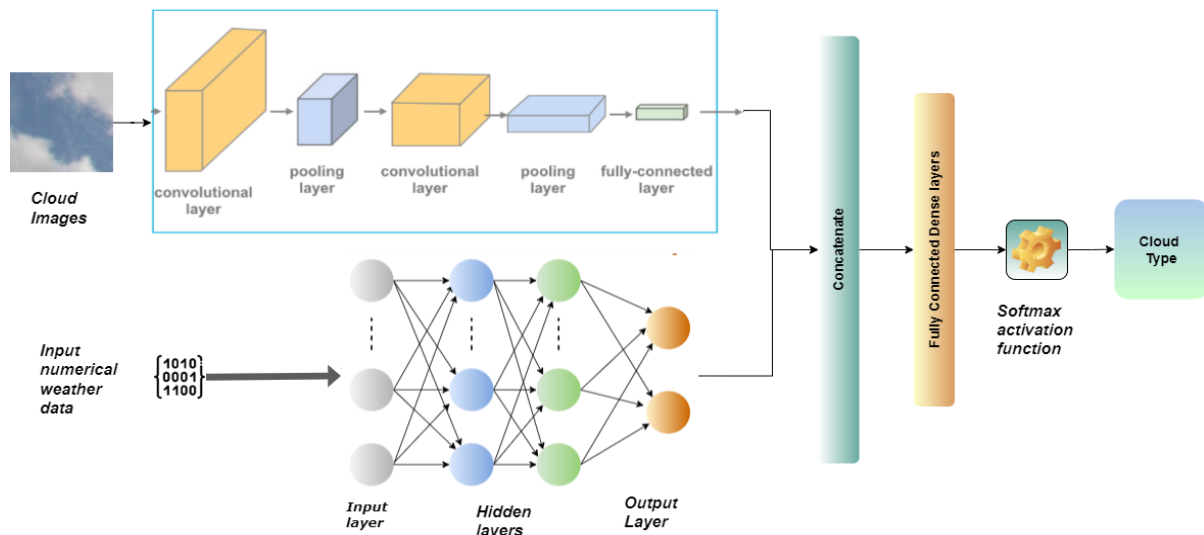 Cloud
Images
convolutional
layer
pooling
layer
convolutional
layer
pooling
layer
fully-connected
layer
Input
numerical
weather
data
1010
0001
1100
Input
layer
Hidden
layers
Output
Layer
Concatenate
Fully Connected Dense layers
Softmax
activation
function
Cloud
Type